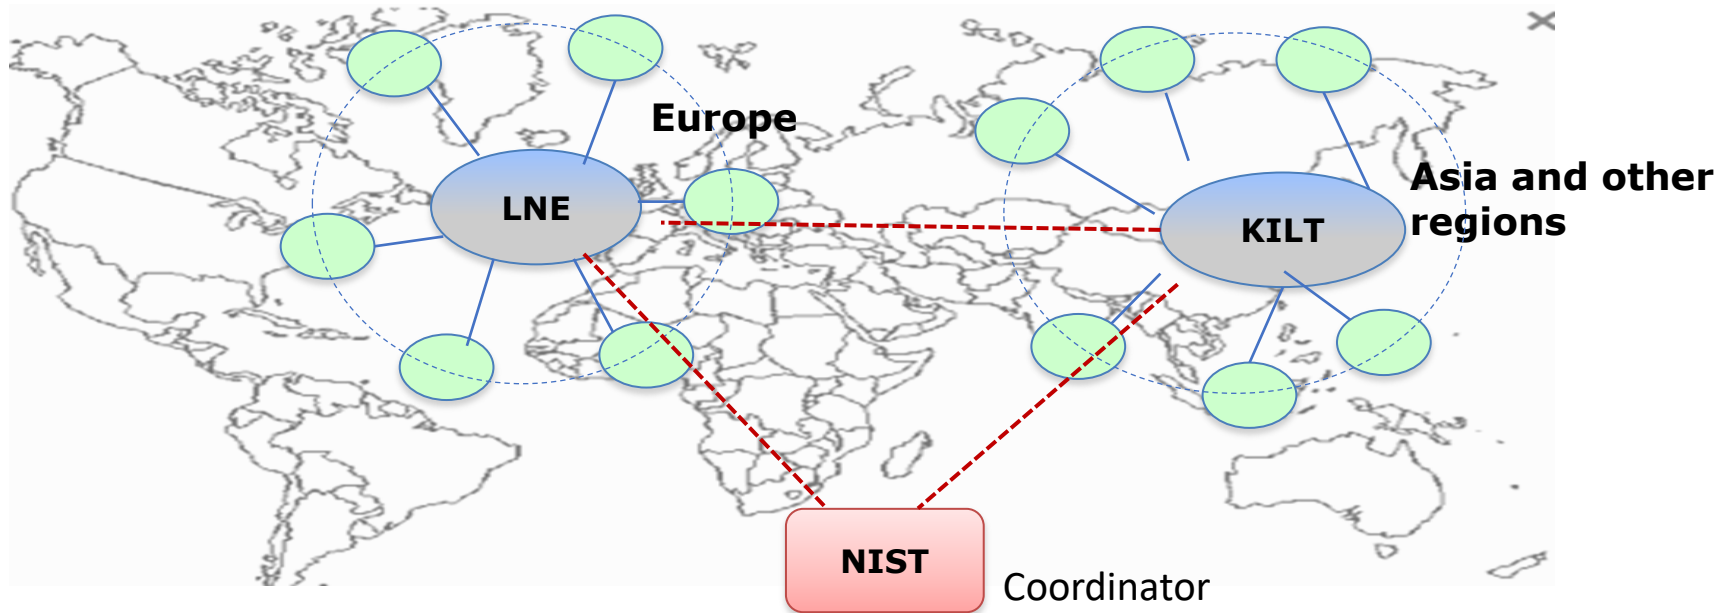 Europe
LNE
Asia and other
regions
KILT
NIST
Coordinator